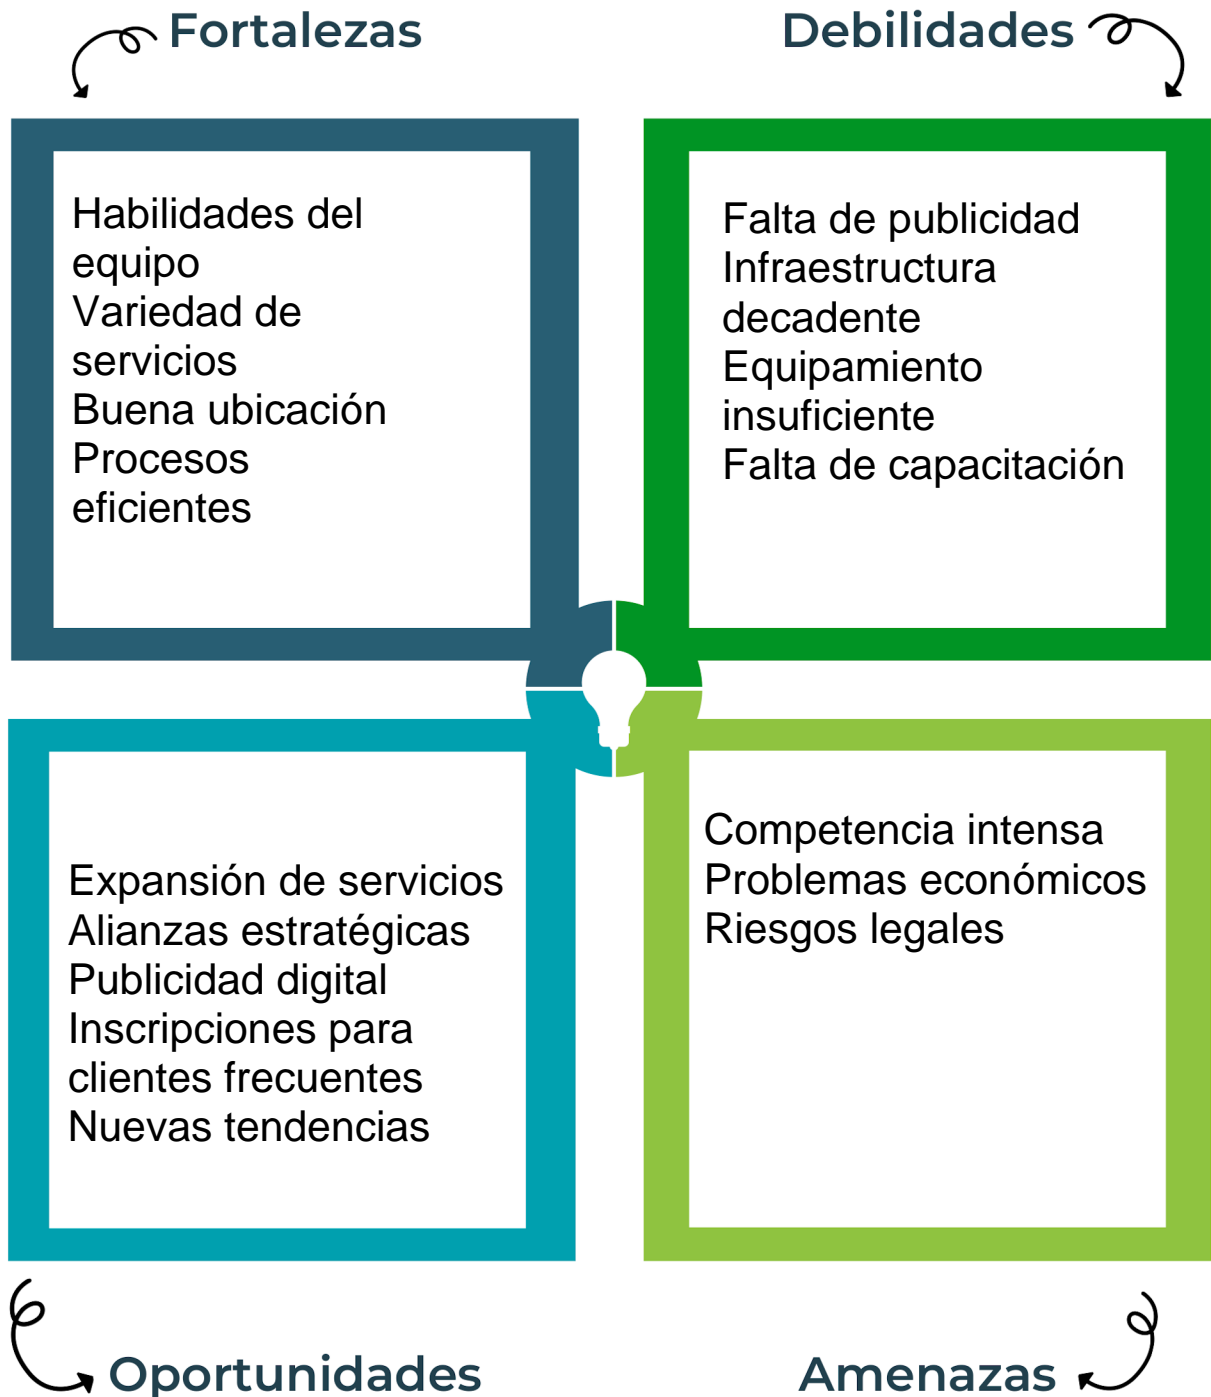 Fortalezas
Habilidades del
equipo
Variedad de
servicios
Buena ubicación
Procesos
eficientes
Debilidades
Falta de publicidad
Infraestructura
decadente
Equipamiento
insuficiente
Falta de capacitación
Expansión de servicios
Alianzas estratégicas
Publicidad digital
Inscripciones para
clientes frecuentes
Nuevas tendencias
Oportunidades
Competencia intensa
Problemas económicos
Riesgos legales
Amenazas